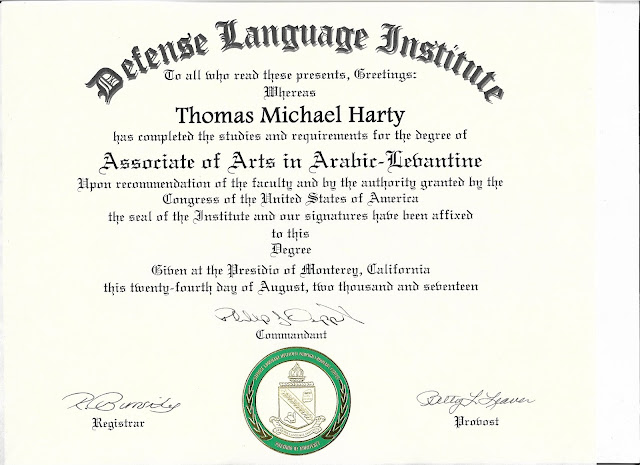 Defense Language Institute
To all who read these presents, Greetings:
Whereas
Thomas Michael Harty
has completed the studies and requirements for the degree of
Associate of Arts in Arabic-Levantine
Upon recommendation of the faculty and by the authority granted by the
Congress of the United States of America
the seal of the Institute and our signatures have been affixed
to this
Degree
Given at the Presidio of Monterey, California
this twenty-fourth day of August, two thousand and seventeen
Commandant
Registrar
Provost